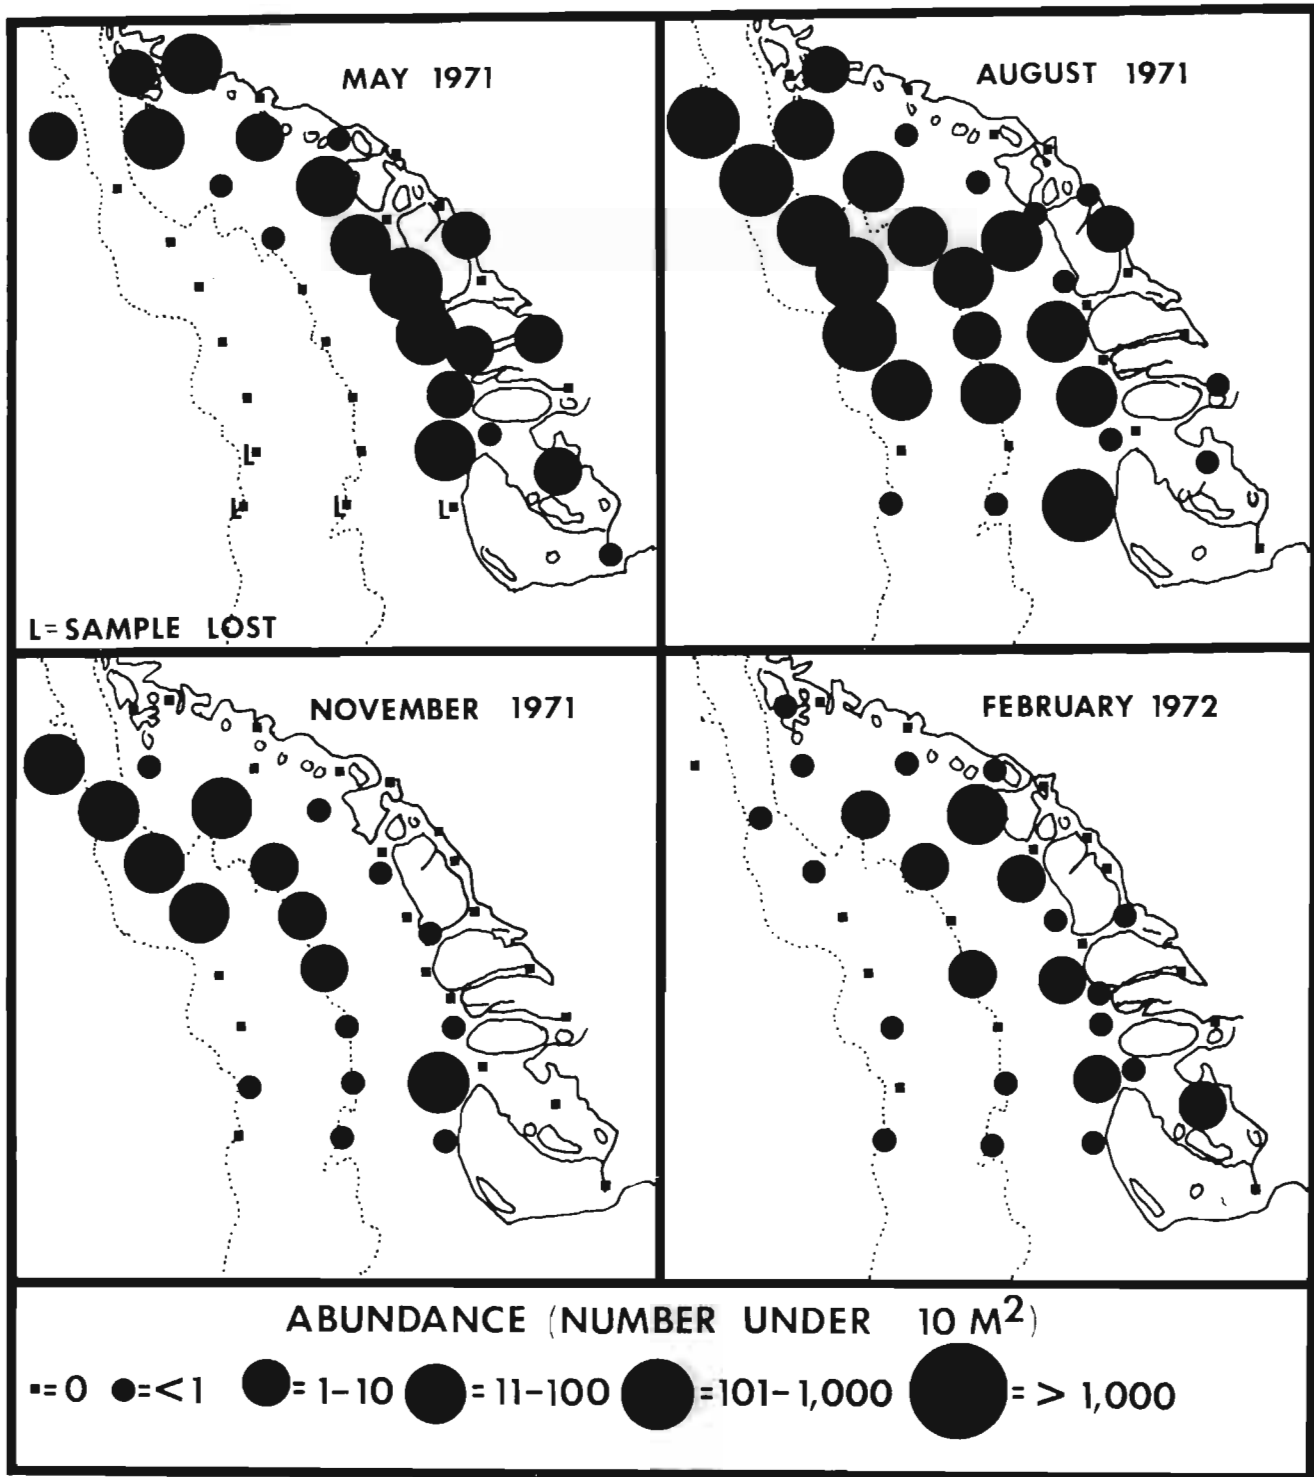 MAY 1971
AUGUST 1971
L
L
L
L
L=SAMPLE LOST
NOVEMBER 1971
FEBRUARY 1972
ABUNDANCE (NUMBER UNDER 10 M²)
=0 =<1 =1-10 =11-100 =101-1,000 => 1,000